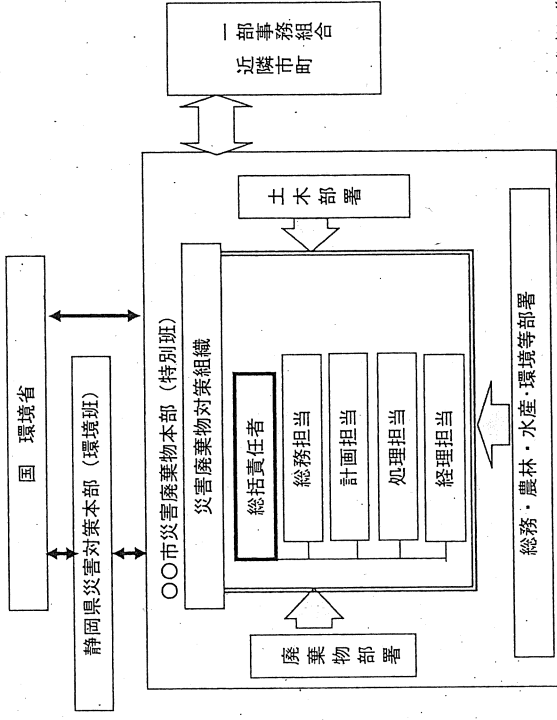 国　環境省
静岡県災害対策本部（環境班）
〇〇市災害廃棄物本部（特別班）
災害廃棄物対策組織
総括責任者
総務担当
計画担当
処理担当
経理担当
廃棄物部署
土木部署
総務・農林・水産・環境等部署
一部事務組合
近隣市町